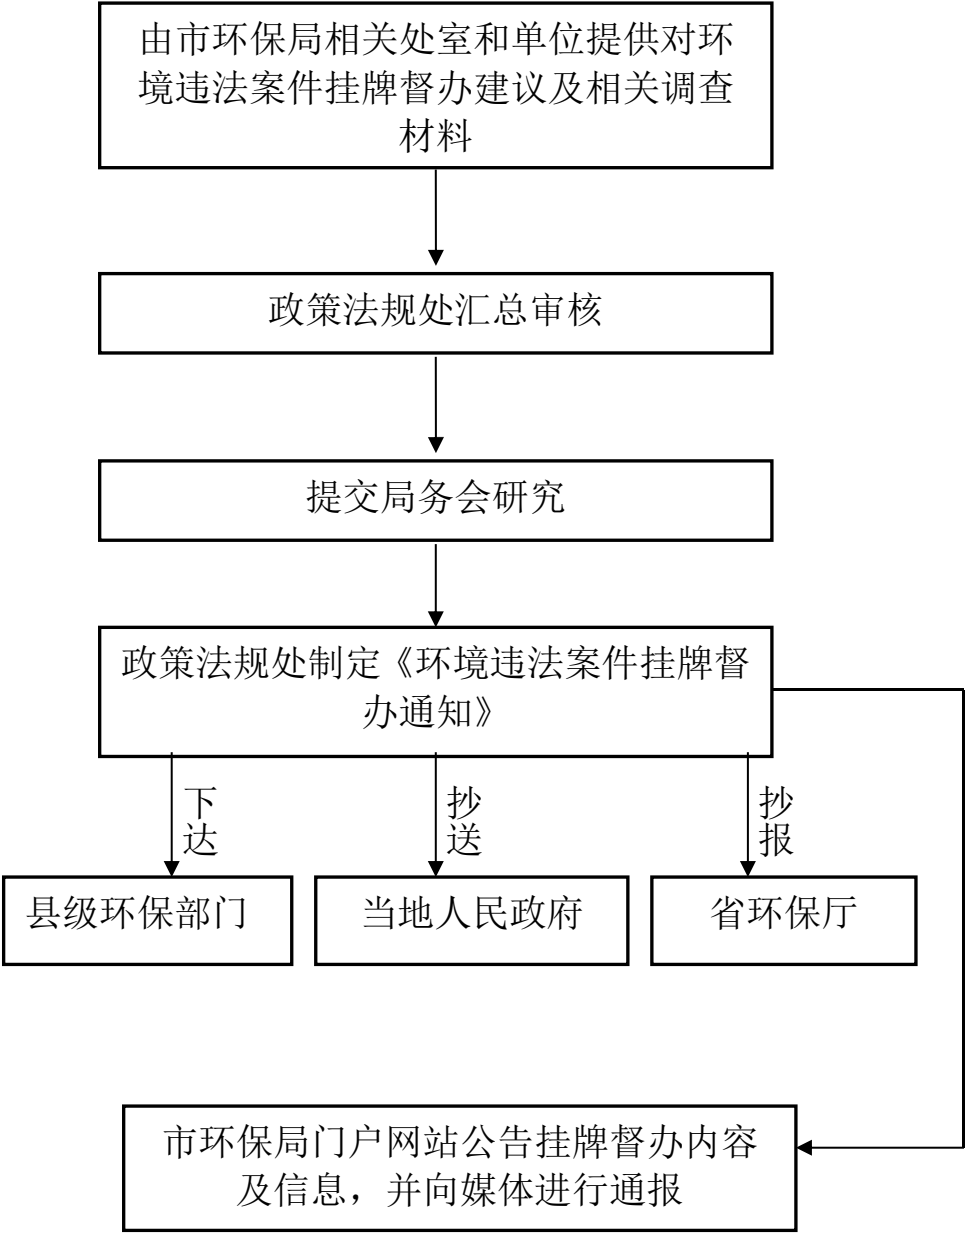 由市环保局相关处室和单位提供对环
境违法案件挂牌督办建议及相关调查
材料
政策法规处汇总审核
提交局务会研究
政策法规处制定《环境违法案件挂牌督
办通知》
下达
抄送
抄报
县级环保部门
当地人民政府
省环保厅
市环保局门户网站公告挂牌督办内容
及信息，并向媒体进行通报